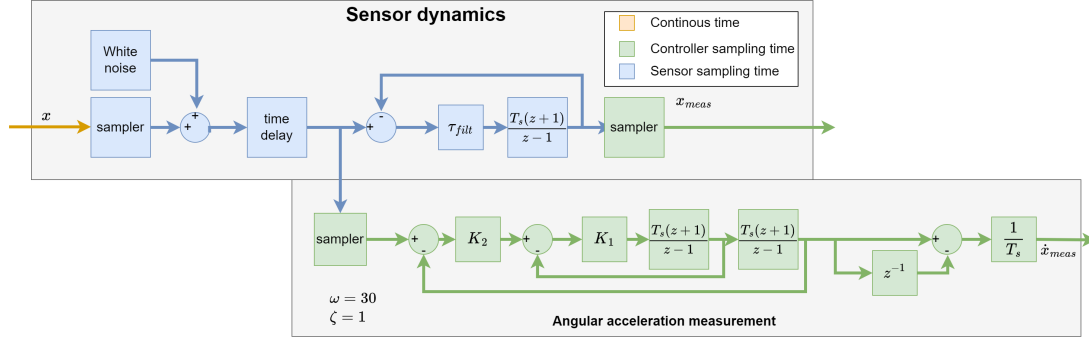 Sensor dynamics
Continous time
Controller sampling time
Sensor sampling time
White
noise
x
sampler
+
+
time
delay
+
-
τ_filt
T_s(z+1)
z−1
sampler
x_meas
sampler
+
-
K_2
+
-
K_1
T_s(z+1)
z−1
T_s(z+1)
z−1
z^−1
+
-
1
T_s
ẋ_meas
ω = 30
ζ = 1
Angular acceleration measurement